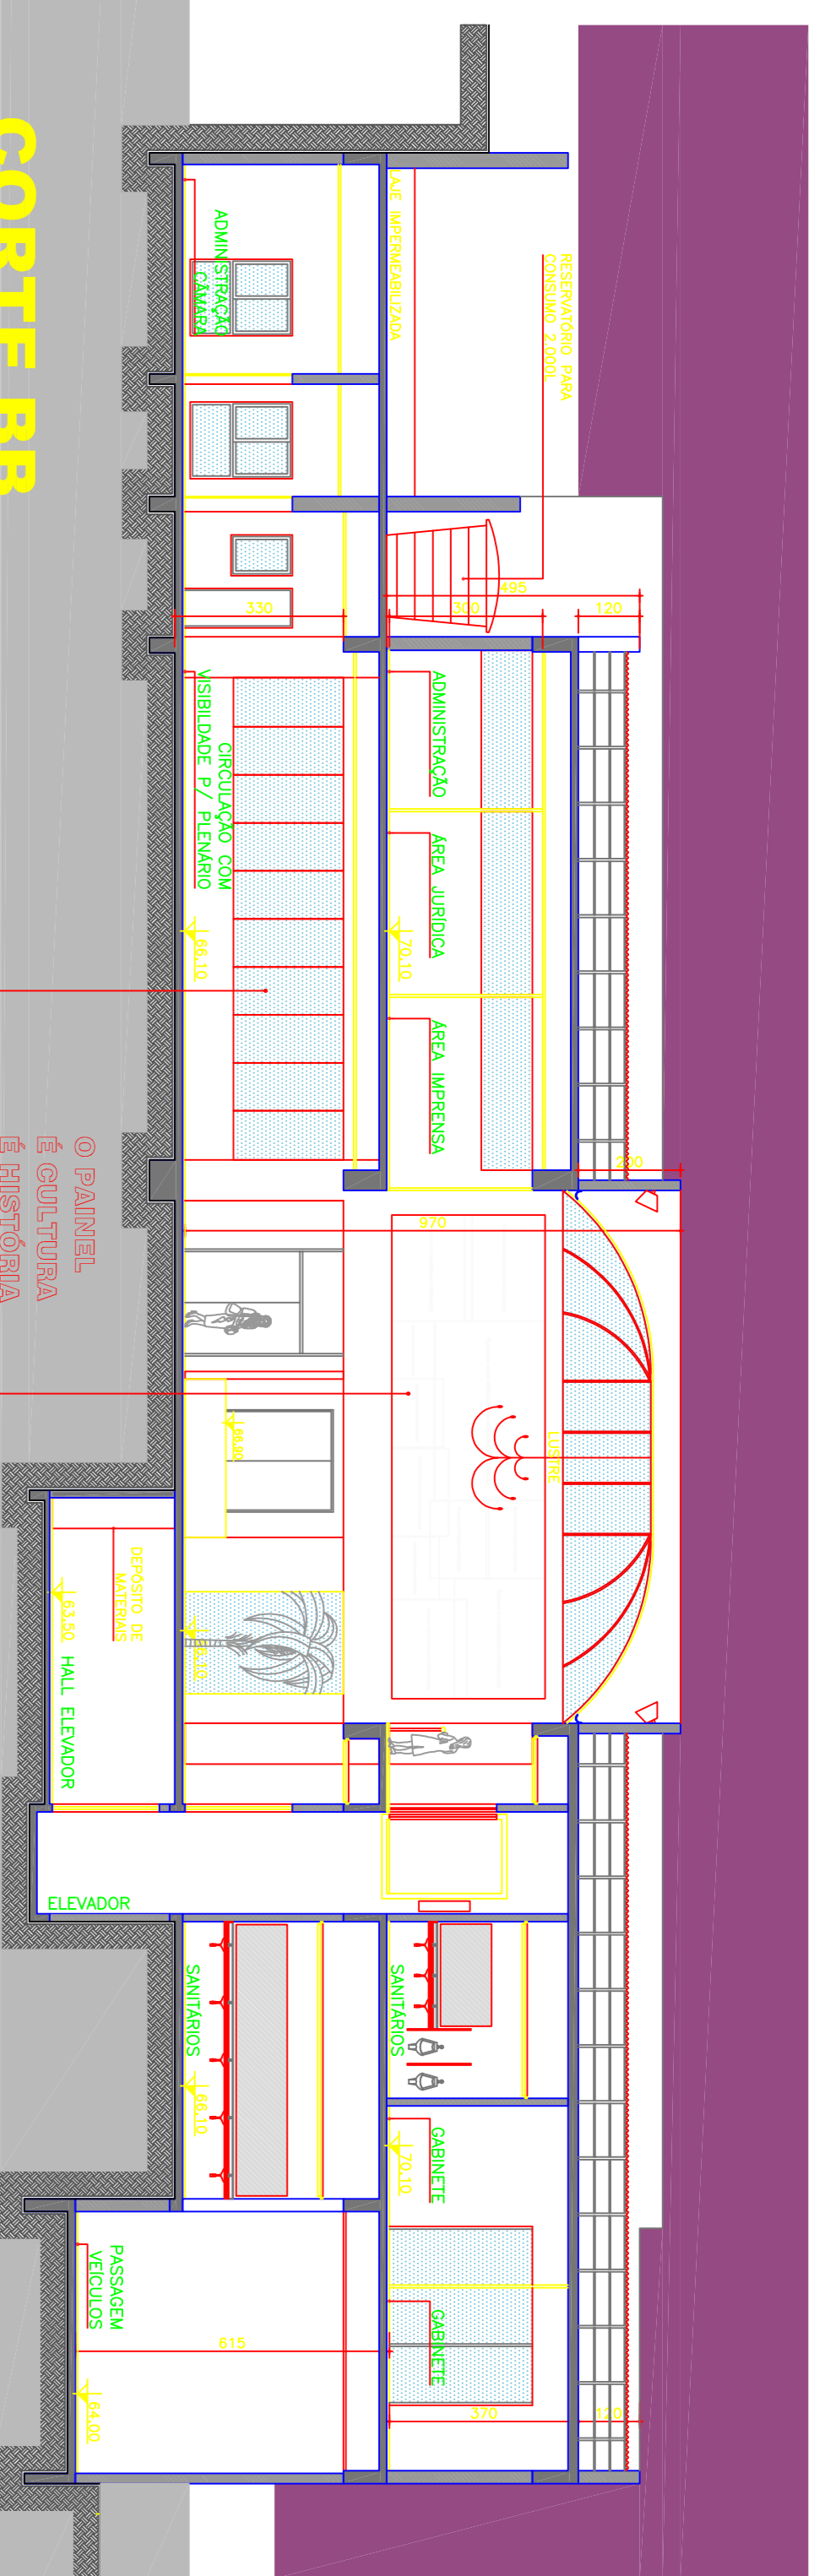 RESERVATÓRIO PARA
CONSUMO 2.000L
LAJE IMPERMEABILIZADA
ADMINISTRAÇÃO
CÂMARA
495
120
300
330
ADMINISTRAÇÃO
ÁREA JURÍDICA
ÁREA IMPRENSA
70.10
CIRCULAÇÃO COM
VISIBILDADE P/ PLENÁRIO
66.10
200
970
LUSTRE
66.90
DEPÓSITO DE
MATERIAIS
63.50
HALL ELEVADOR
ELEVADOR
SANITÁRIOS
SANITÁRIOS
66.10
GABINETE
70.10
GABINETE
370
120
615
PASSAGEM
VEÍCULOS
64.00
O PAINEL
É CULTURA
É HISTÓRIA
CORTE BB